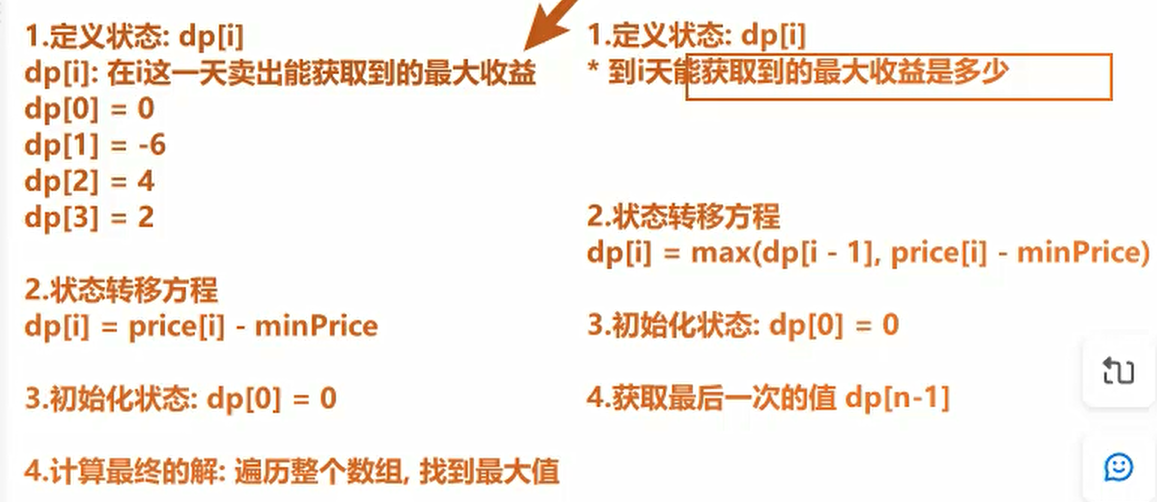 1.定义状态: dp[i]
dp[i]: 在i这一天卖出能获取到的最大收益
dp[0] = 0
dp[1] = -6
dp[2] = 4
dp[3] = 2
2.状态转移方程
dp[i] = price[i] - minPrice
3.初始化状态: dp[0] = 0
4.计算最终的解: 遍历整个数组, 找到最大值
1.定义状态: dp[i]
* 到i天能获取到的最大收益是多少
2.状态转移方程
dp[i] = max(dp[i - 1], price[i] - minPrice)
3.初始化状态: dp[0] = 0
4.获取最后一次的值 dp[n-1]